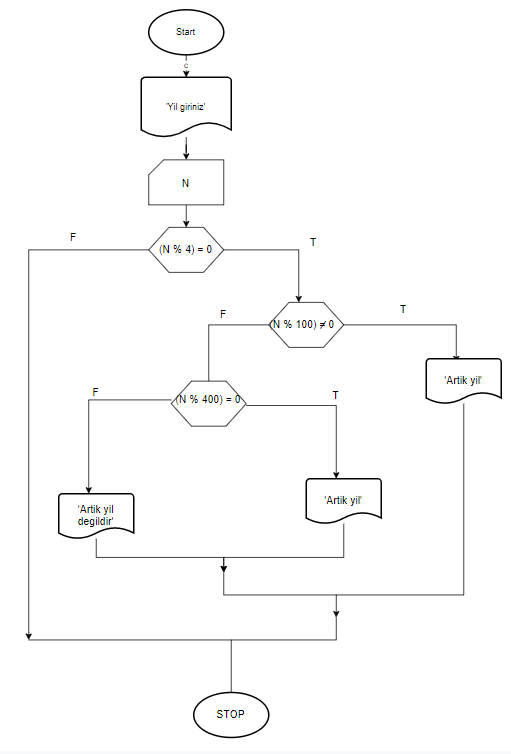 Start
c
'Yil giriniz'
N
F
(N % 4) = 0
T
F
(N % 100) ≠ 0
T
'Artik yil'
F
(N % 400) = 0
T
'Artik yil
degildir'
'Artik yil'
STOP